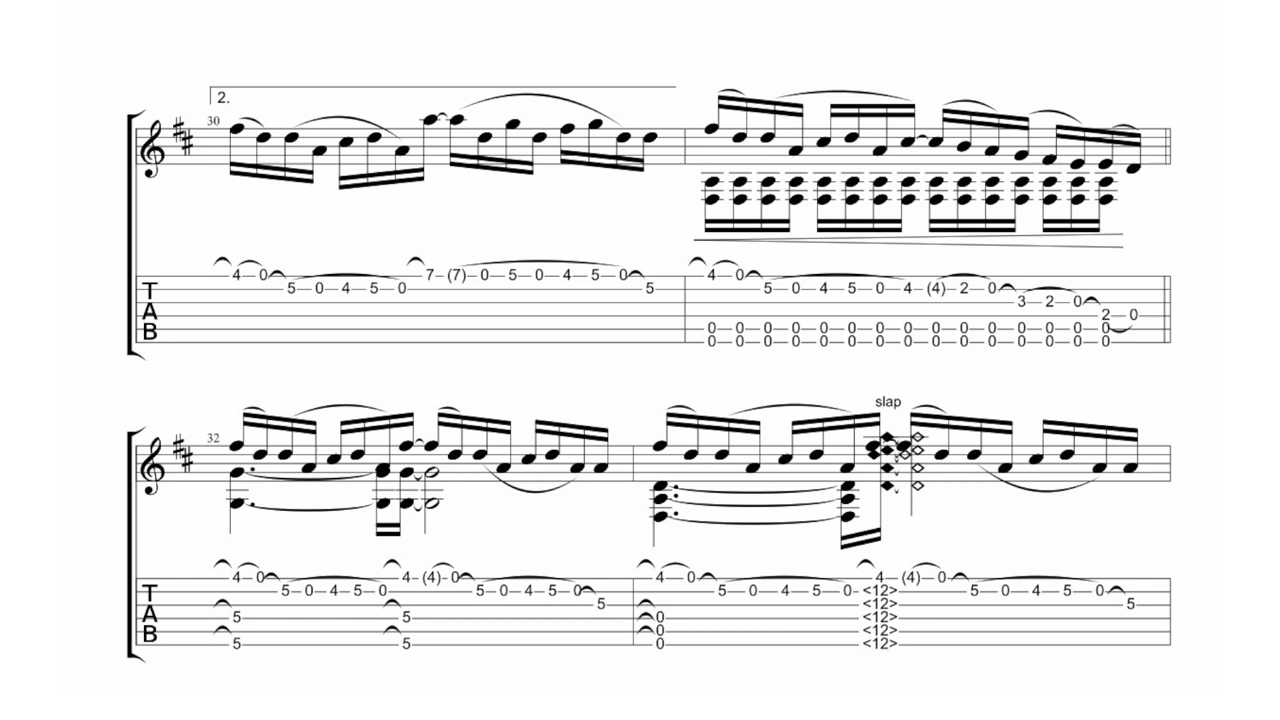 2.
30
4 0 5 0 4 5 0 7 (7) 0 5 0 4 5 0 5
4 0 5 0 4 5 0 4 (4) 2 0 3 2 0 2 0
0 0 0 0 0 0 0 0 0 0 0 0 0 0 0
0 0 0 0 0 0 0 0 0 0 0 0 0 0 0
T
A
B
slap
32
4 0 5 0 4 5 0 4 (4) 0 5 0 4 5 0 5
5 5
5 5
4 0 5 0 4 5 0 4 (4) 0 5 0 4 5 0 5
<12>
<12>
0 <12>
0 <12>
0 <12>
T
A
B